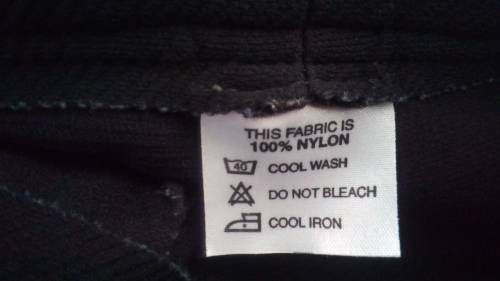 THIS FABRIC IS
100% NYLON
40 COOL WASH
DO NOT BLEACH
COOL IRON